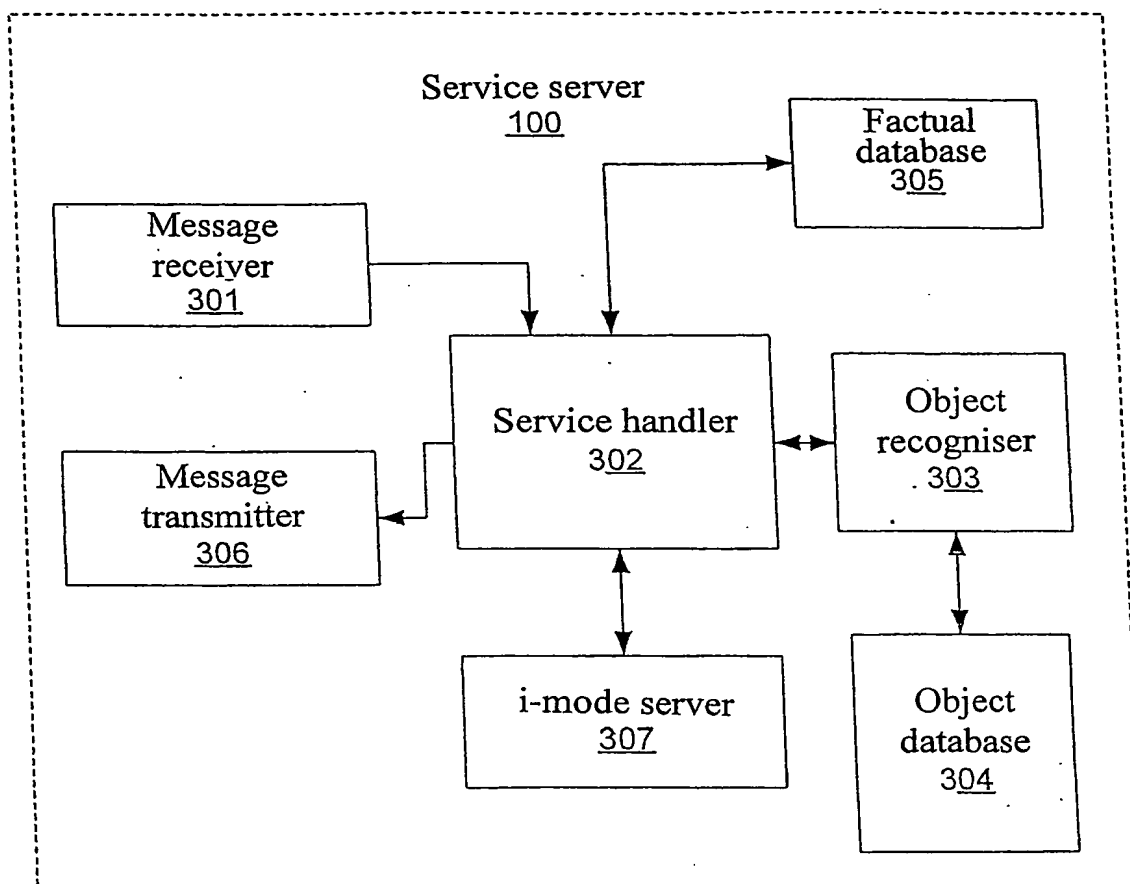 Service server
100
Factual
database
305
Message
receiver
301
Service handler
302
Object
recogniser
303
Message
transmitter
306
i-mode server
307
Object
database
304